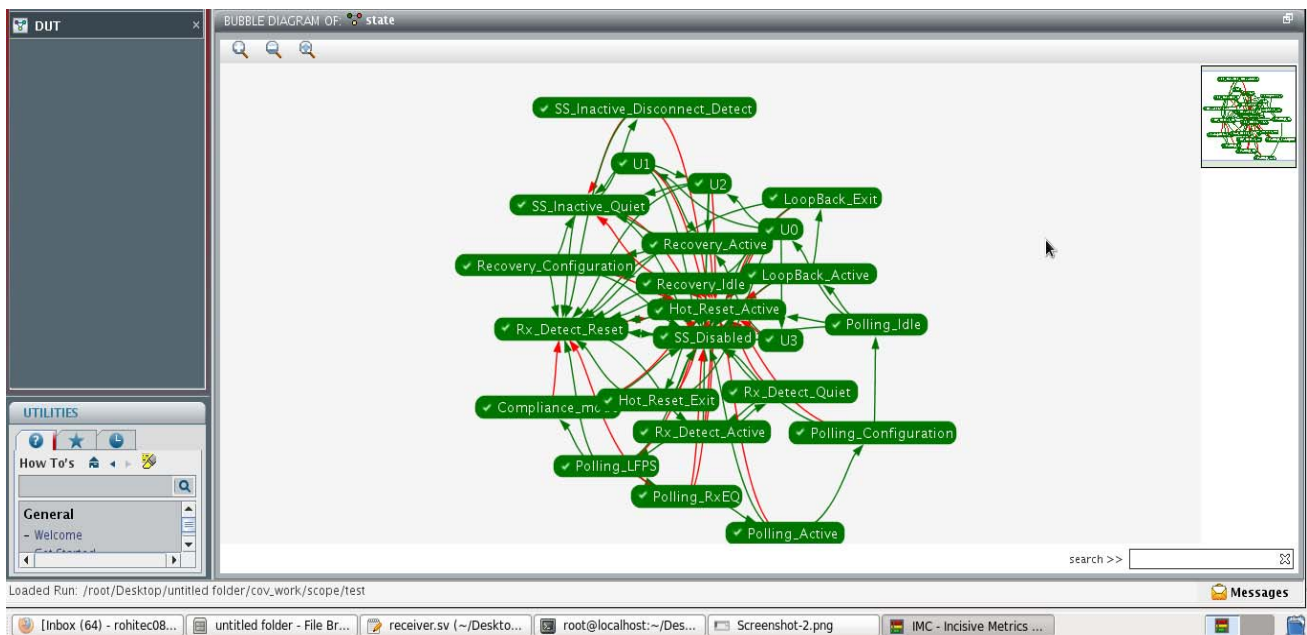 DUT
BUBBLE DIAGRAM OF: state
SS_Inactive_Disconnect_Detect
U1
U2
SS_Inactive_Quiet
LoopBack_Exit
U0
Recovery_Active
Recovery_Configuration
LoopBack_Active
Recovery_Idle
Hot_Reset_Active
Polling_Idle
Rx_Detect_Reset
SS_Disabled
U3
Rx_Detect_Quiet
Hot_Reset_Exit
Compliance_mo
Rx_Detect_Active
Polling_Configuration
Polling_LFPS
Polling_RxEQ
Polling_Active
UTILITIES
How To's
General
- Welcome
search >>
Loaded Run: /root/Desktop/untitled folder/cov_work/scope/test
Messages
[Inbox (64) - rohitec08...
untitled folder - File Br...
receiver.sv (~/Deskto...
root@localhost:~/Des...
Screenshot-2.png
IMC - Incisive Metrics ...